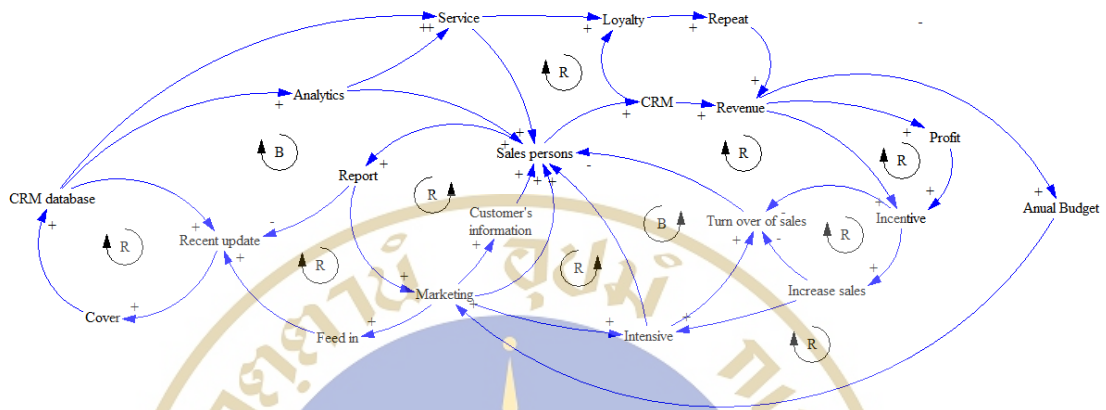 Service
Loyalty
Repeat
Analytics
CRM
Revenue
Profit
Sales persons
Report
CRM database
Recent update
Customer's
information
Turn over of sales
Incentive
Anual Budget
Increase sales
Marketing
Cover
Feed in
Intensive
R
B
R
R
R
R
B
R
R
R
R
R